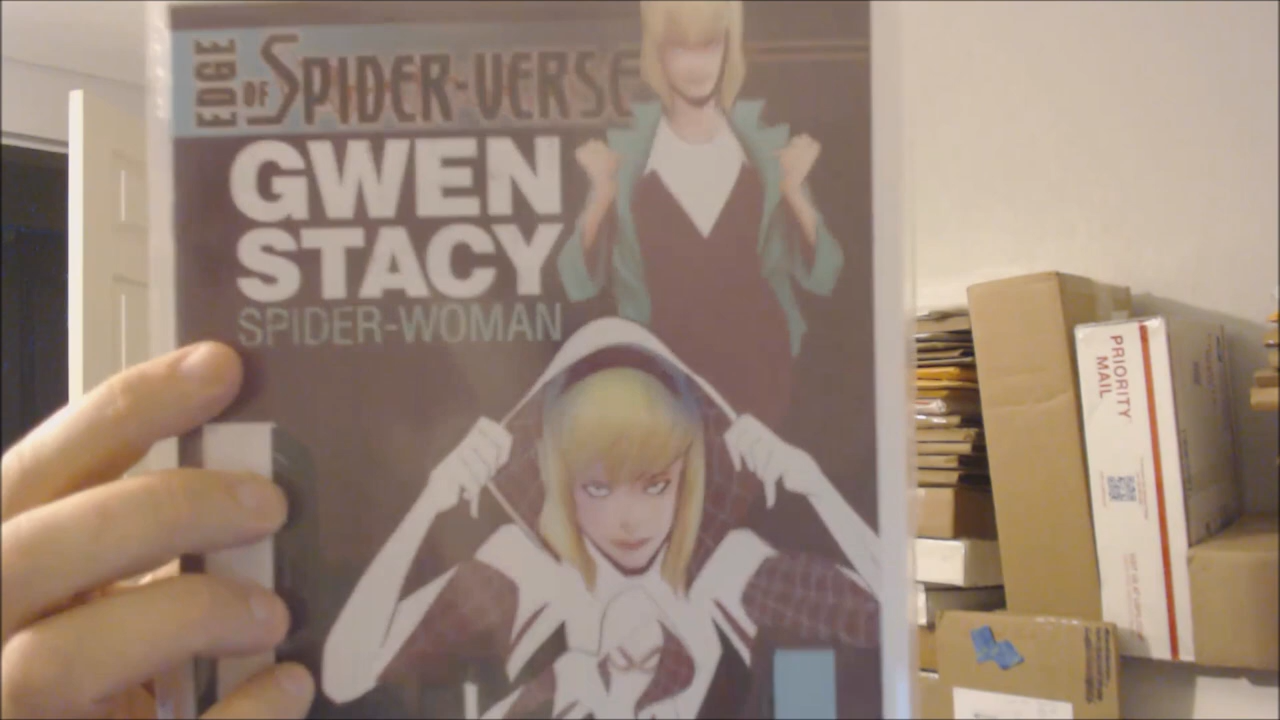 EDGE OF SPIDER-VERSE
GWEN
STACY
SPIDER-WOMAN
PRIORITY
MAIL